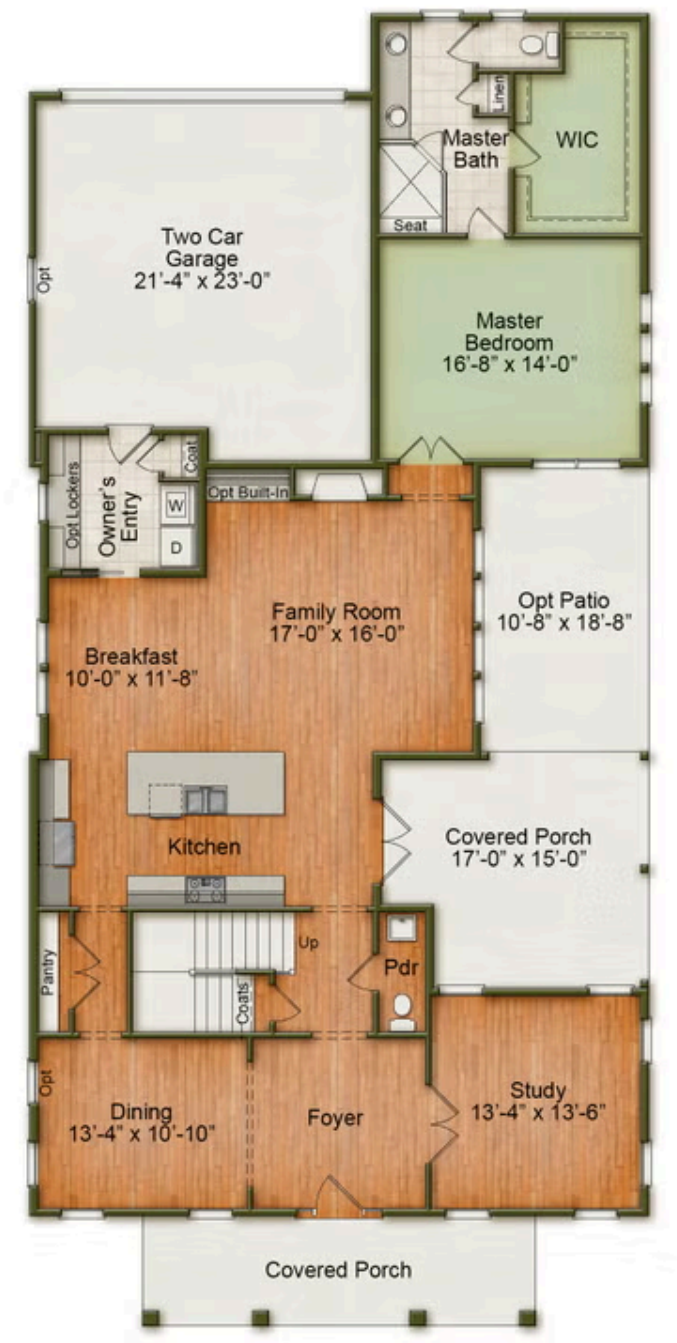 Linen
Master
Bath
WIC
Seat
Two Car
Garage
21'-4" x 23'-0"
Opt
Master
Bedroom
16'-8" x 14'-0"
Opt Lockers
Owner's
Entry
Coat
W
D
Opt Built-In
Family Room
17'-0" x 16'-0"
Opt Patio
10'-8" x 18'-8"
Breakfast
10'-0" x 11'-8"
Kitchen
Covered Porch
17'-0" x 15'-0"
Pantry
Up
Coats
Pdr
Opt
Dining
13'-4" x 10'-10"
Foyer
Study
13'-4" x 13'-6"
Covered Porch